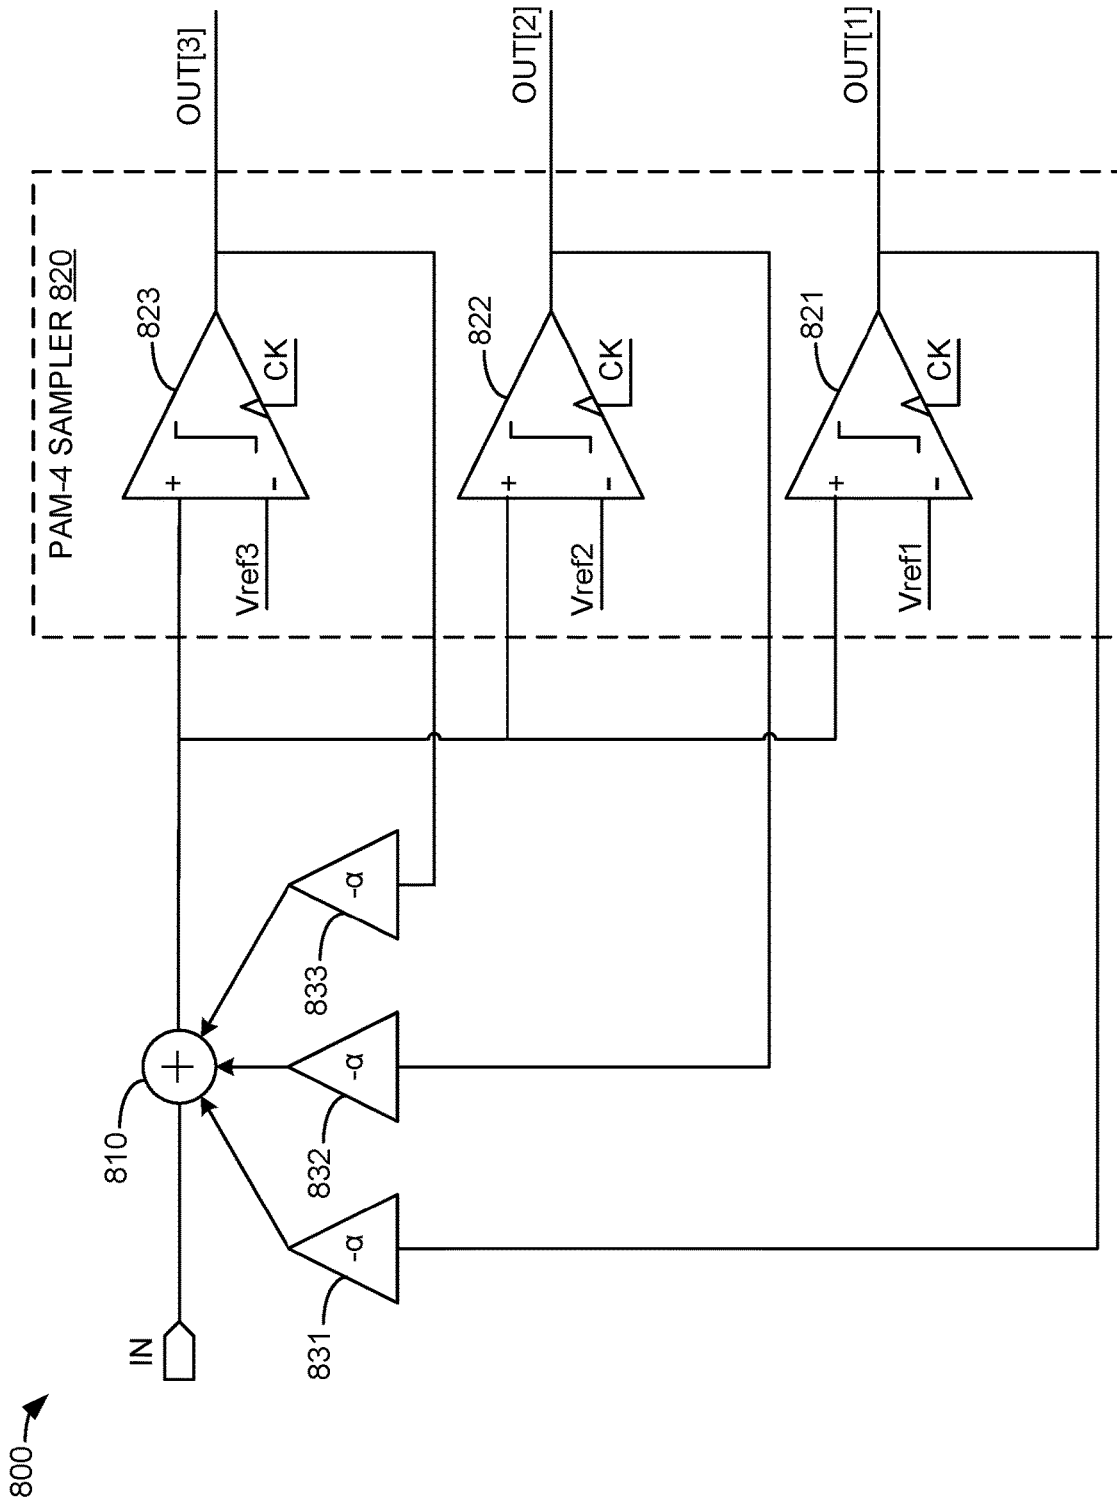 800
IN
810
831
-α
832
-α
833
-α
PAM-4 SAMPLER 820
823
+
-
Vref3
CK
OUT[3]
822
+
-
Vref2
CK
OUT[2]
821
+
-
Vref1
CK
OUT[1]